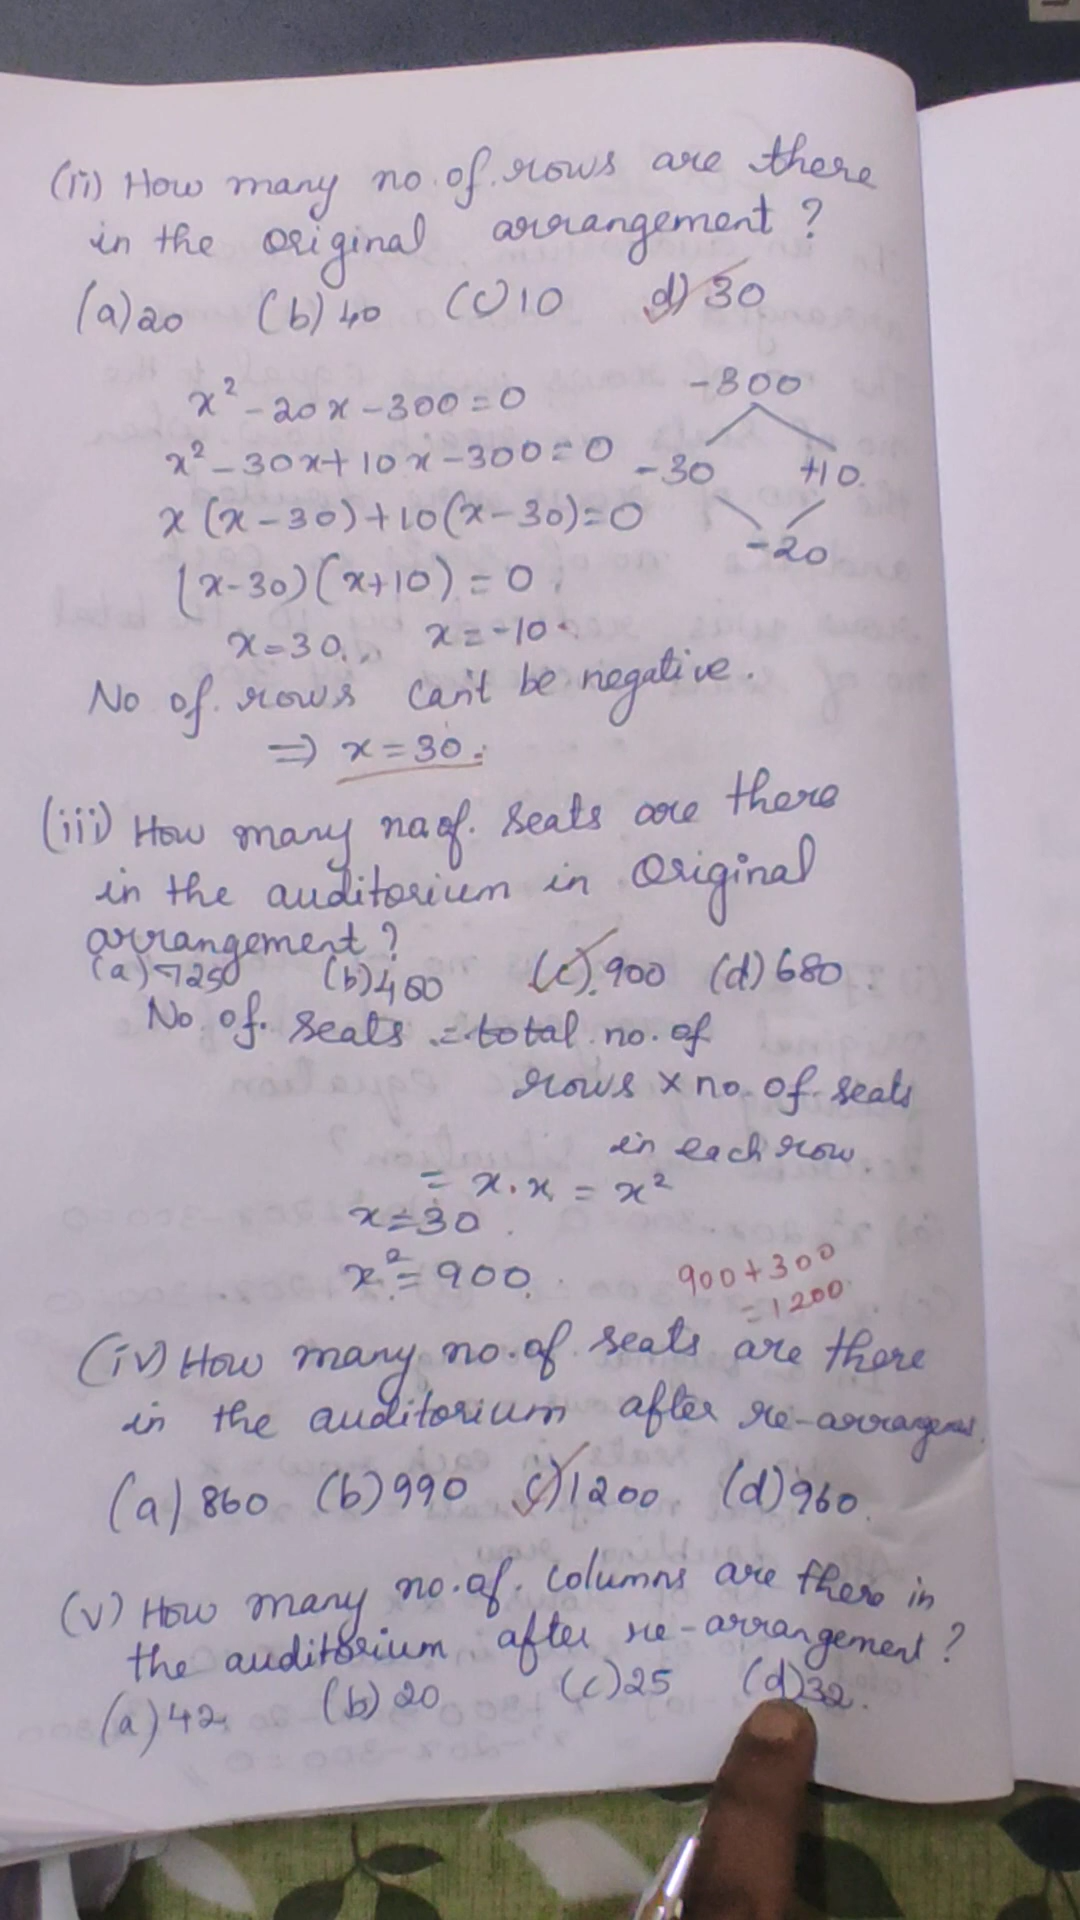 (ii) How many no. of. rows are there
in the original arrangement?
(a) 20 (b) 40 (c) 10 (d) 30
x² - 20x - 300 = 0
-300
x² - 30x + 10x - 300 = 0
-30 +10
x(x-30) + 10(x-30) = 0
-20
(x-30)(x+10) = 0
x = 30, x = -10.
No of. rows can't be negative.
⇒ x = 30.
(iii) How many no of. seats are there
in the auditorium in original
arrangement?
(a) 7250 (b) 460 (c) 900 (d) 680
No of. seats = total no. of
rows × no. of. seats
in each row.
= x.x = x²
x = 30
x² = 900.
900 + 300
= 1200
(iv) How many no. of seats are there
in the auditorium after re-arrangement.
(a) 860 (b) 990 (c) 1200 (d) 960
(v) How many no. of. columns are there in
the auditorium after re-arrangement?
(a) 42 (b) 20 (c) 25 (d) 32.